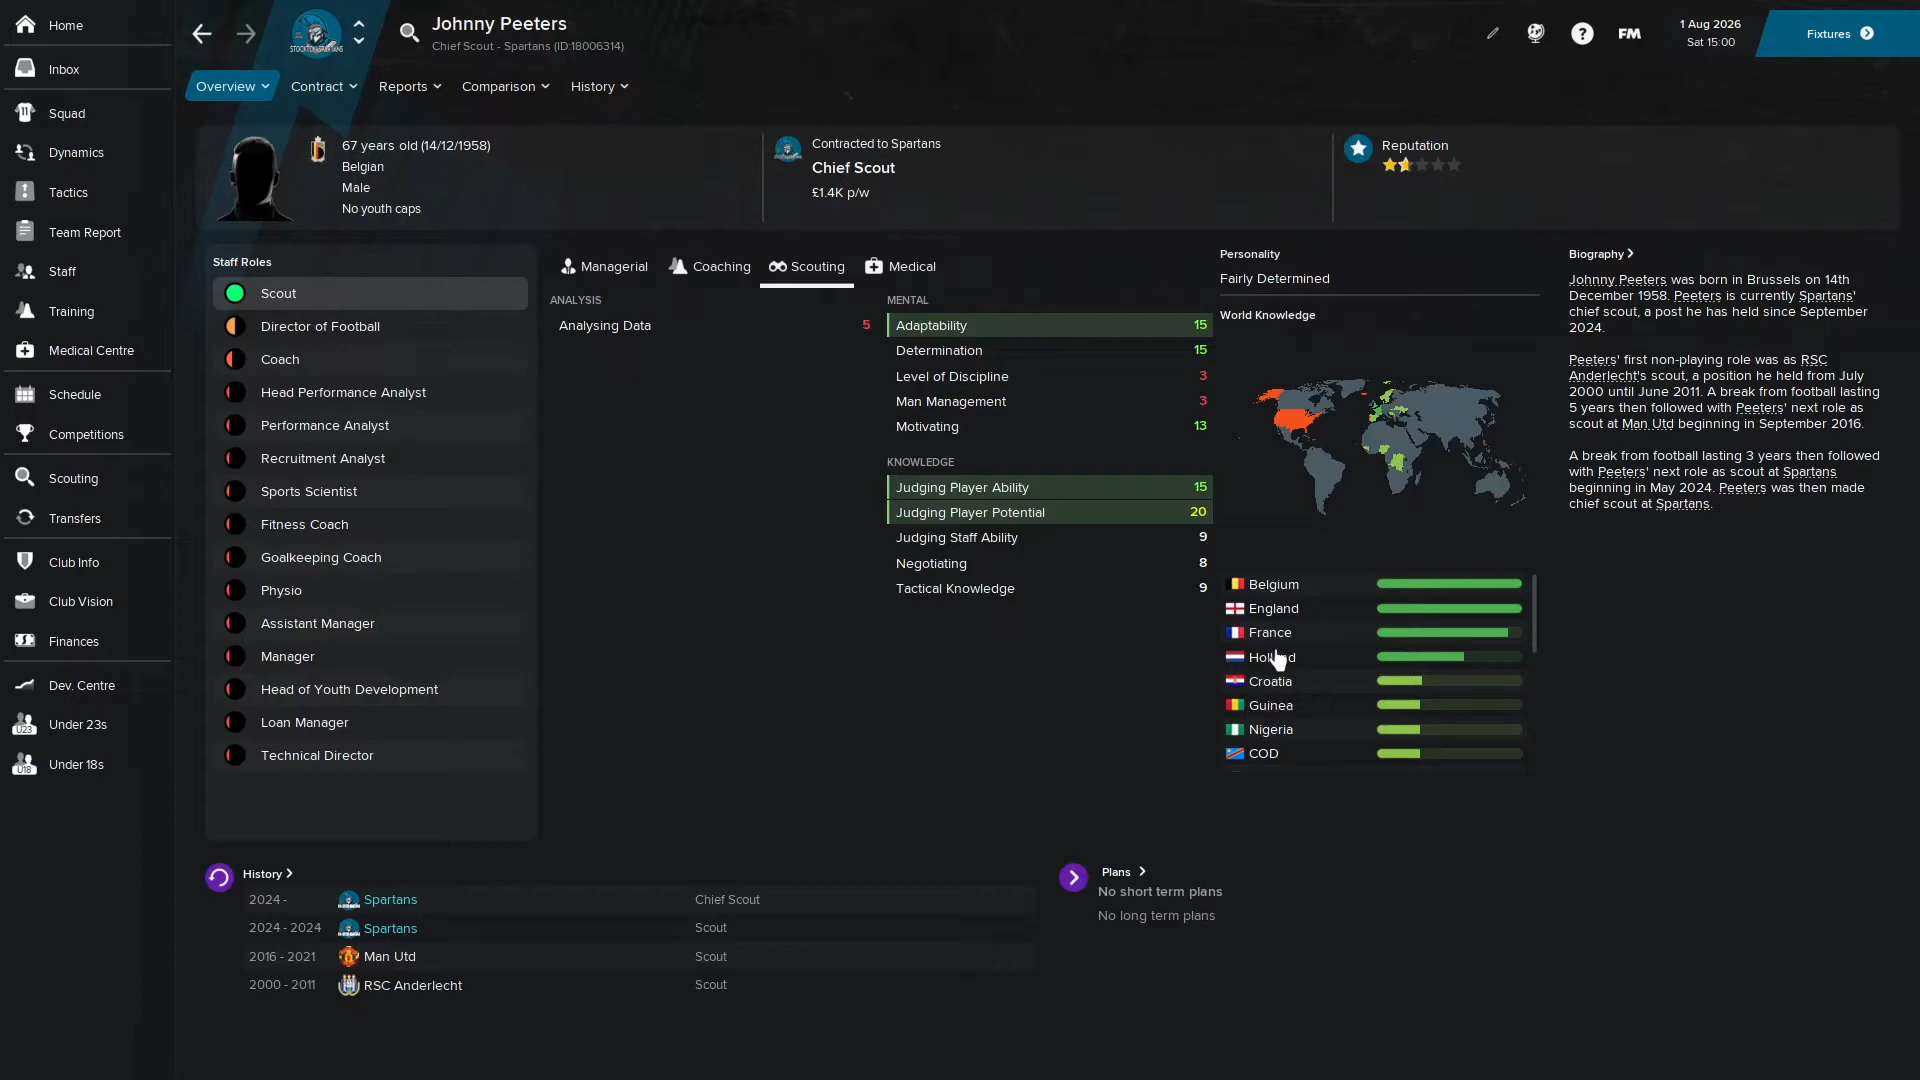 Home
Inbox
Squad
Dynamics
Tactics
Team Report
Staff
Training
Medical Centre
Schedule
Competitions
Scouting
Transfers
Club Info
Club Vision
Finances
Dev. Centre
U23
Under 23s
U18
Under 18s
Johnny Peeters
Chief Scout - Spartans (ID:18006314)
FM
1 Aug 2026
Sat 15:00
Fixtures
Overview
Contract
Reports
Comparison
History
67 years old (14/12/1958)
Belgian
Male
No youth caps
Contracted to Spartans
Chief Scout
£1.4K p/w
Reputation
Staff Roles
Scout
Director of Football
Coach
Head Performance Analyst
Performance Analyst
Recruitment Analyst
Sports Scientist
Fitness Coach
Goalkeeping Coach
Physio
Assistant Manager
Manager
Head of Youth Development
Loan Manager
Technical Director
Managerial
Coaching
Scouting
Medical
ANALYSIS
Analysing Data 5
MENTAL
Adaptability 15
Determination 15
Level of Discipline 3
Man Management 3
Motivating 13
KNOWLEDGE
Judging Player Ability 15
Judging Player Potential 20
Judging Staff Ability 9
Negotiating 8
Tactical Knowledge 9
Personality
Fairly Determined
World Knowledge
Belgium
England
France
Holland
Croatia
Guinea
Nigeria
COD
Biography
Johnny Peeters was born in Brussels on 14th
December 1958. Peeters is currently Spartans'
chief scout, a post he has held since September
2024.
Peeters' first non-playing role was as RSC
Anderlecht's scout, a position he held from July
2000 until June 2011. A break from football lasting
5 years then followed with Peeters' next role as
scout at Man Utd beginning in September 2016.
A break from football lasting 3 years then followed
with Peeters' next role as scout at Spartans
beginning in May 2024. Peeters was then made
chief scout at Spartans.
History
2024 - Spartans Chief Scout
2024 - 2024 Spartans Scout
2016 - 2021 Man Utd Scout
2000 - 2011 RSC Anderlecht Scout
Plans
No short term plans
No long term plans